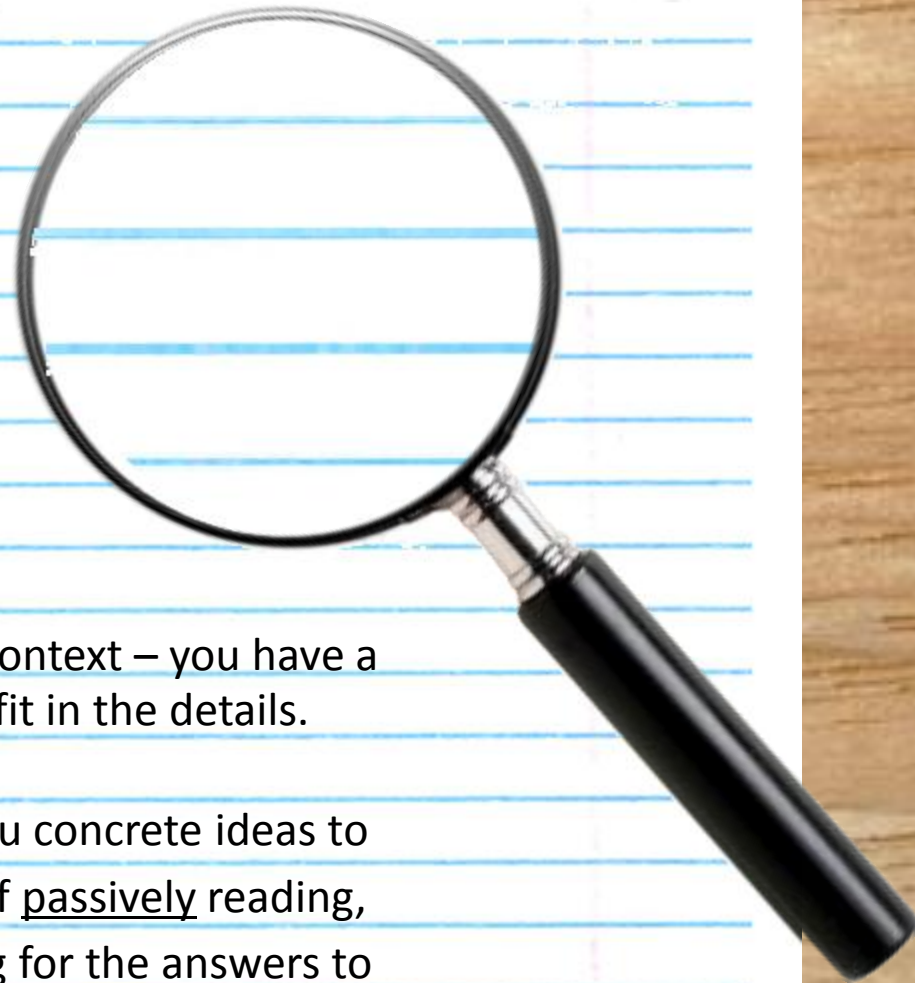 ontext – you have a
fit in the details.
u concrete ideas to
f passively reading,
g for the answers to